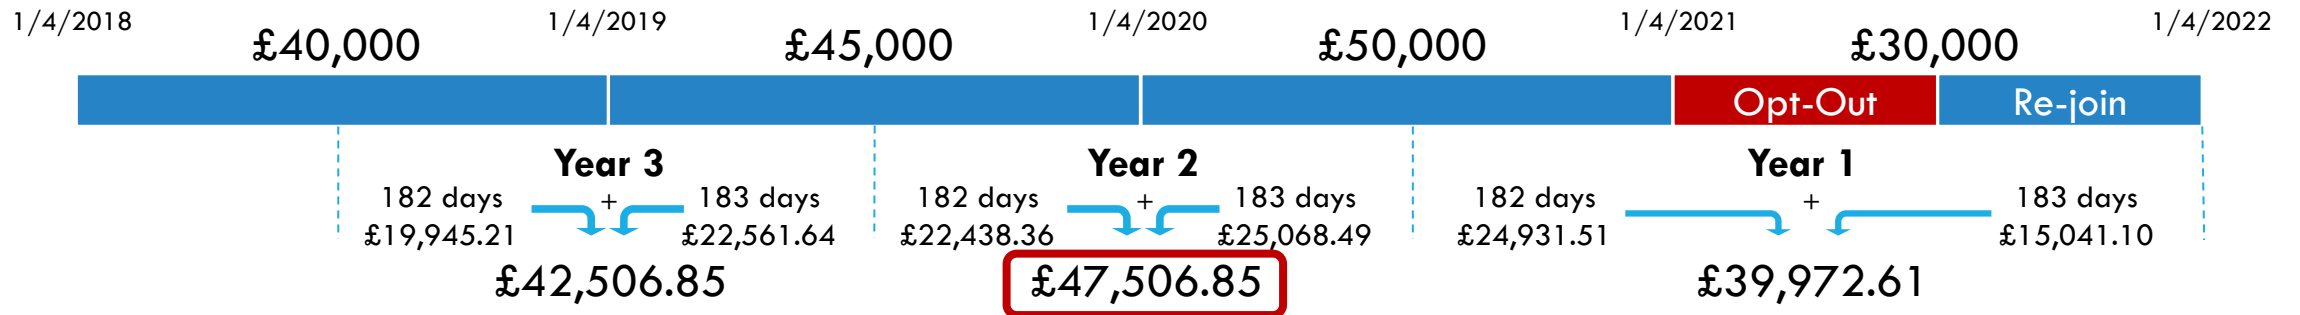 1/4/2018 1/4/2019 1/4/2020 1/4/2021 1/4/2022
£40,000 £45,000 £50,000 £30,000
Opt-Out Re-join
Year 3 Year 2 Year 1
182 days + 183 days 182 days + 183 days 182 days + 183 days
£19,945.21 £22,561.64 £22,438.36 £25,068.49 £24,931.51 £15,041.10
£42,506.85 £47,506.85 £39,972.61